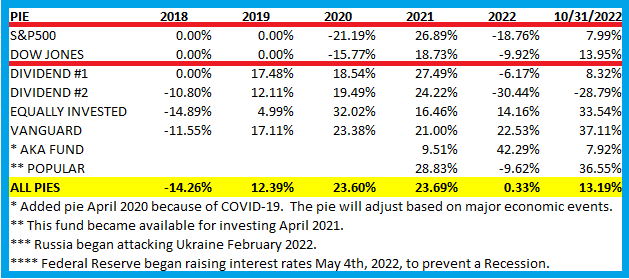 PIE 2018 2019 2020 2021 2022 10/31/2022
S&P500 0.00% 0.00% -21.19% 26.89% -18.76% 7.99%
DOW JONES -15.77% 18.73% -9.92% 13.95%
DIVIDEND #1 0.00% 17.48% 18.54% 27.49% -6.17% 8.32%
DIVIDEND #2 -10.80% 12.11% 19.49% 24.22% -30.44% -28.79%
EQUALLY INVESTED -14.89% 4.99% 32.02% 16.46% 14.16% 33.54%
VANGUARD -11.55% 17.11% 23.38% 21.00% 22.53% 37.11%
* AKA FUND 9.51% 42.29% 7.92%
** POPULAR 28.83% -9.62% 36.55%
ALL PIES -14.26% 12.39% 23.60% 23.69% 0.33% 13.19%
* Added pie April 2020 because of COVID-19. The pie will adjust based on major economic events.
** This fund became available for investing April 2021.
*** Russia began attacking Ukraine February 2022.
**** Federal Reserve began raising interest rates May 4th, 2022, to prevent a Recession.